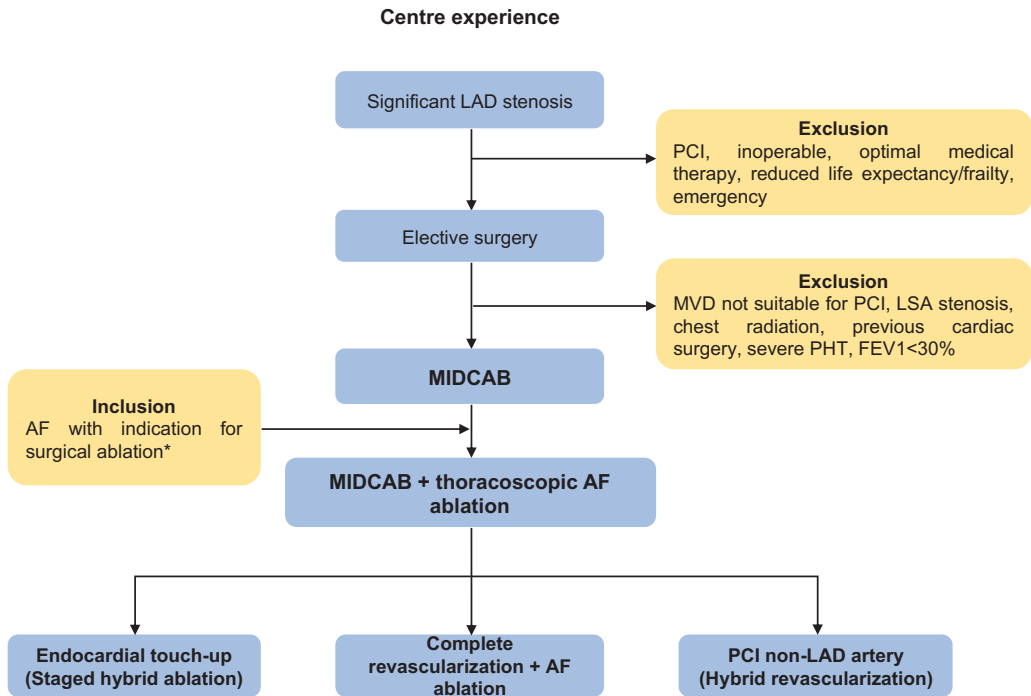 Centre experience
Significant LAD stenosis
Exclusion
PCI, inoperable, optimal medical
therapy, reduced life expectancy/frailty,
emergency
Elective surgery
Exclusion
MVD not suitable for PCI, LSA stenosis,
chest radiation, previous cardiac
surgery, severe PHT, FEV1<30%
MIDCAB
Inclusion
AF with indication for
surgical ablation*
MIDCAB + thoracoscopic AF
ablation
Endocardial touch-up
(Staged hybrid ablation)
Complete
revascularization + AF
ablation
PCI non-LAD artery
(Hybrid revascularization)